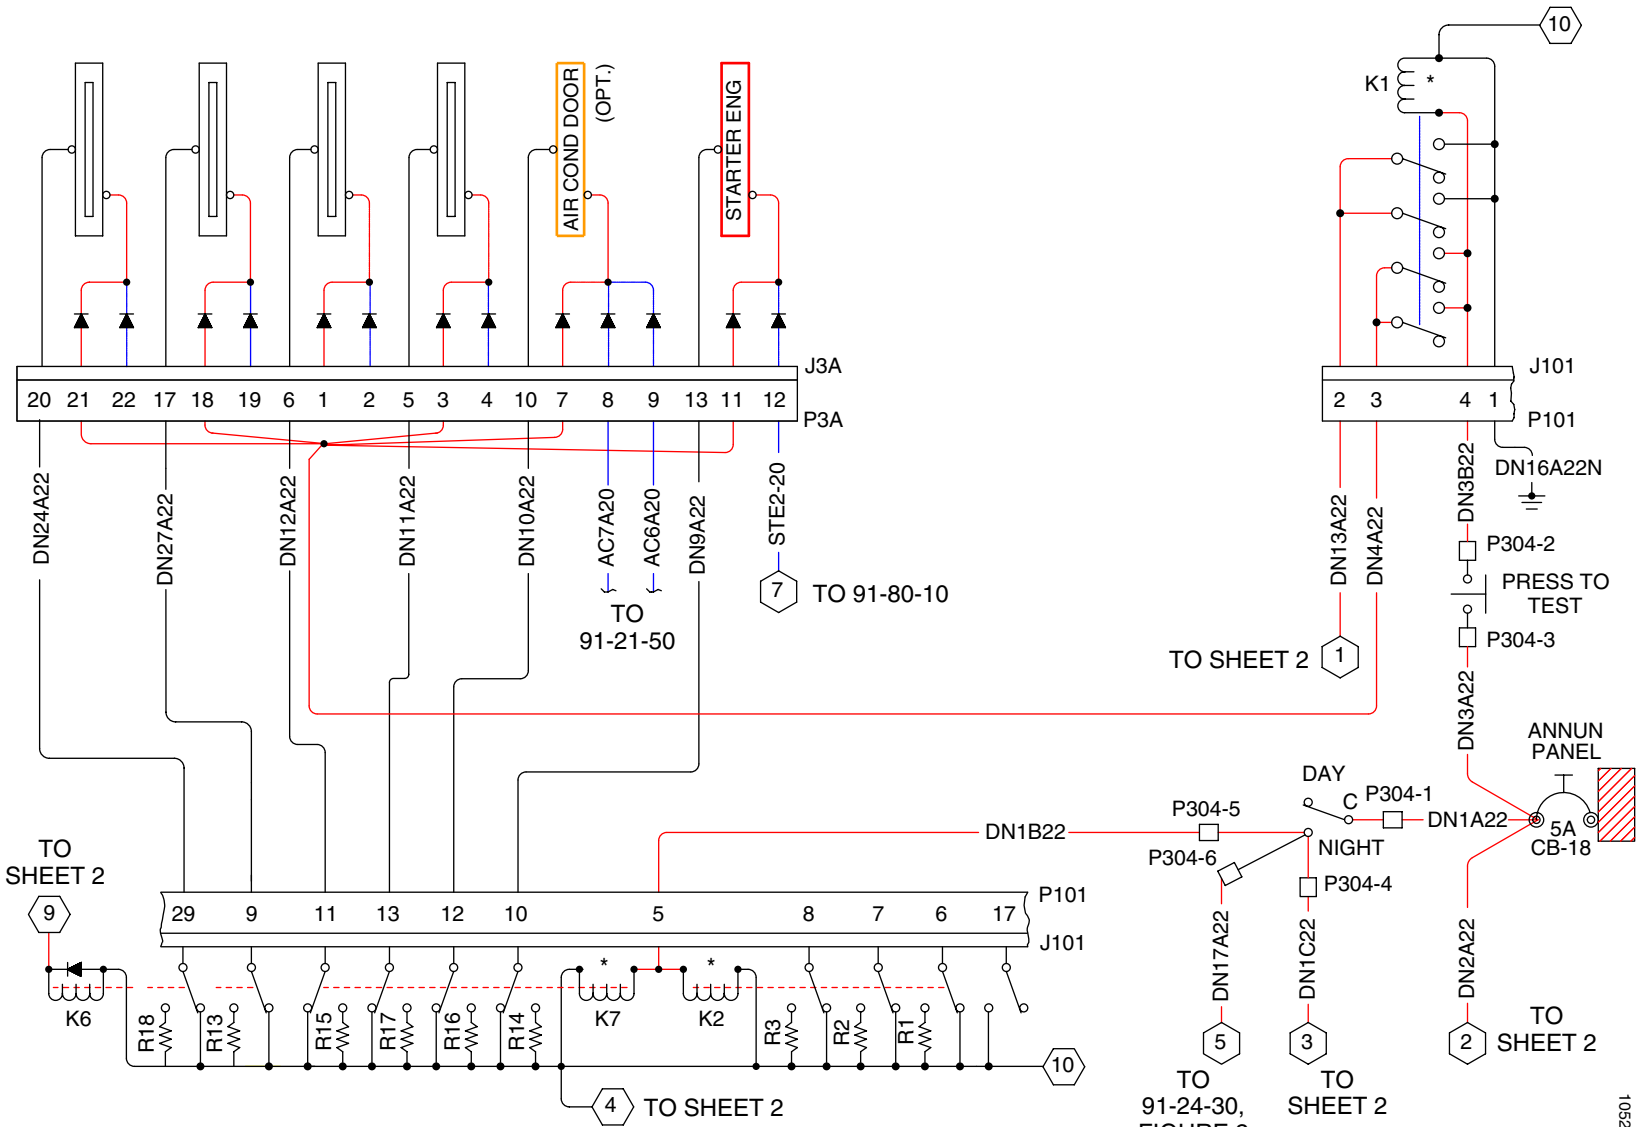 10
K1
*
AIR COND DOOR
(OPT.)
STARTER ENG
J3A
20 21 22 17 18 19 6 1 2 5 3 4 10 7 8 9 13 11 12
P3A
J101
2 3 4 1
P101
DN24A22
DN27A22
DN12A22
DN11A22
DN10A22
AC7A20
AC6A20
DN9A22
STE2-20
DN13A22
DN4A22
DN3B22
DN16A22N
P304-2
PRESS TO
TEST
P304-3
7
TO 91-80-10
TO
91-21-50
TO SHEET 2
1
DN3A22
ANNUN
PANEL
DAY
C
P304-1
P304-5
DN1B22
DN1A22
5A
CB-18
NIGHT
P304-6
P304-4
TO
SHEET 2
9
P101
29 9 11 13 12 10 5 8 7 6 17
J101
DN17A22
DN1C22
DN2A22
* *
K6
K7
K2
R18
R13
R15
R17
R16
R14
R3
R2
R1
10
5
3
2
TO
SHEET 2
4
TO SHEET 2
TO
91-24-30,
TO
SHEET 2
1052